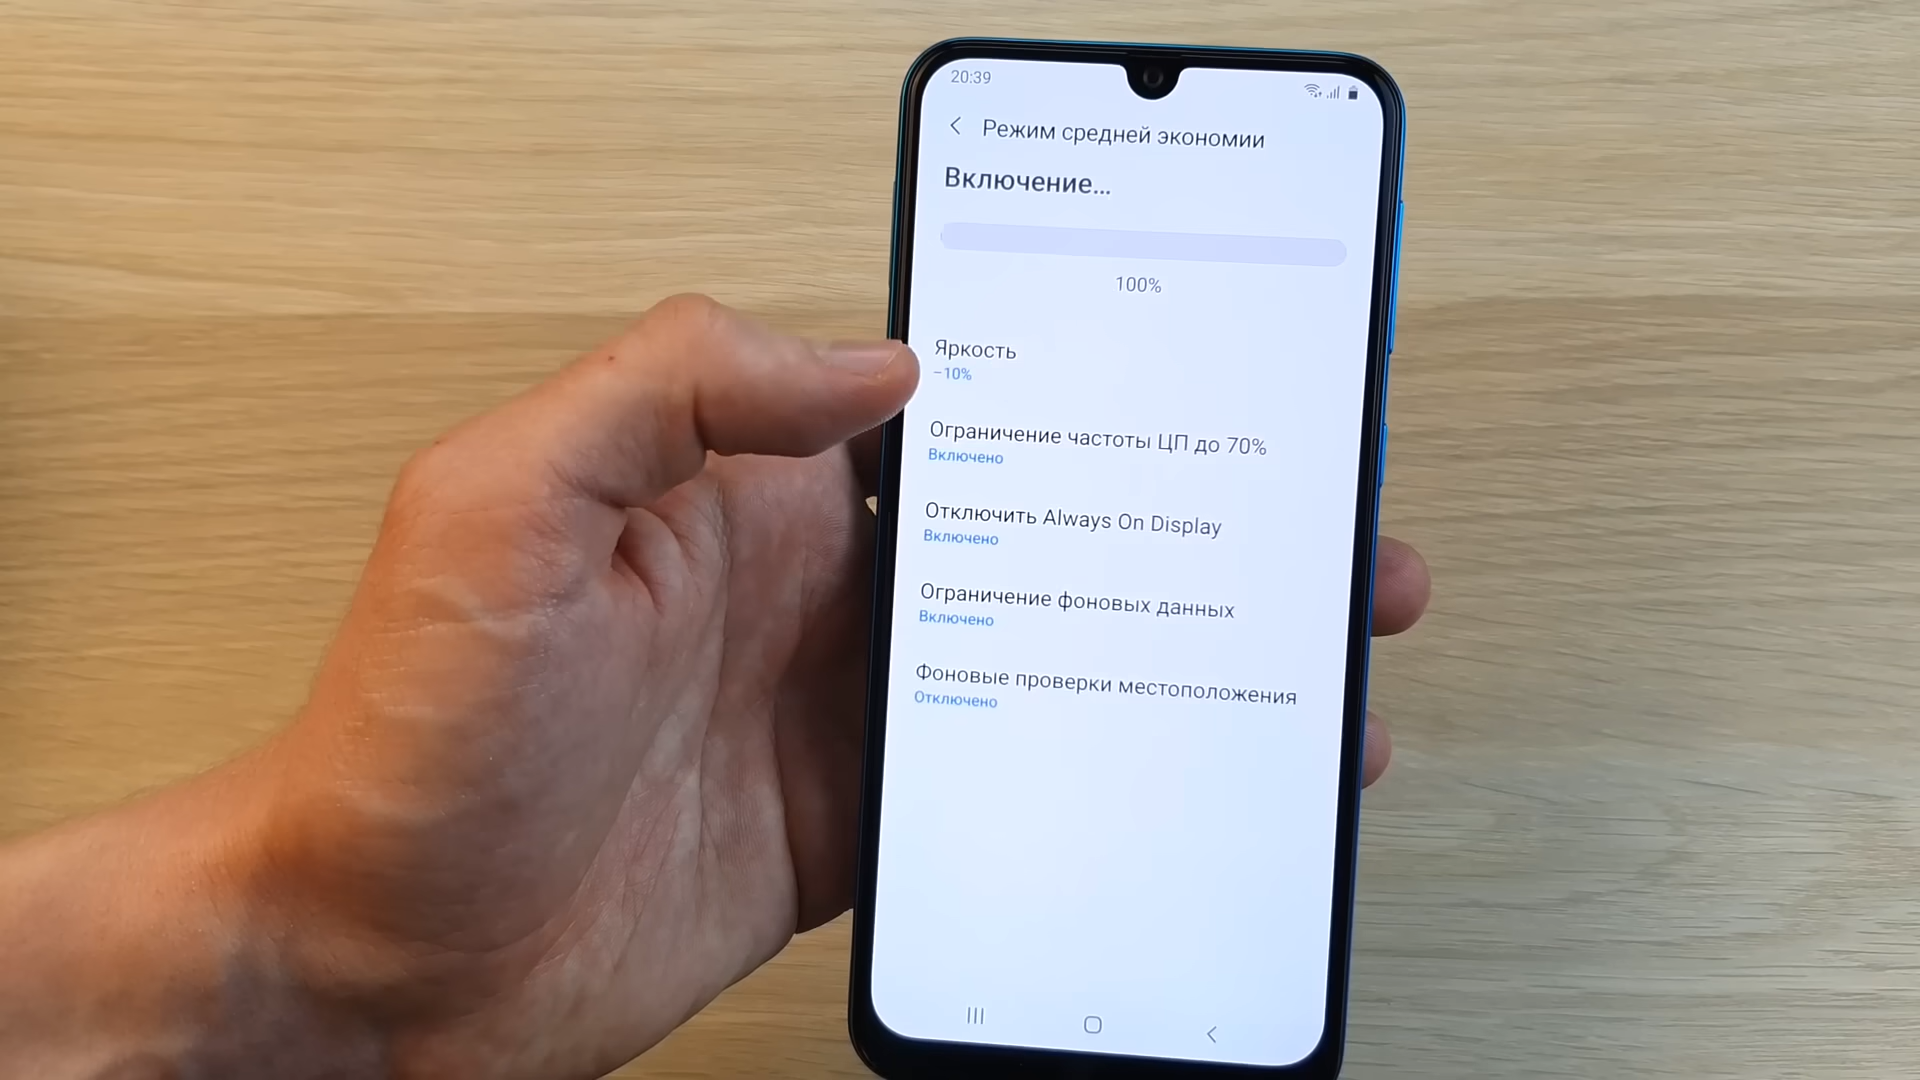 20:39
Режим средней экономии
Включение...
100%
Яркость
–10%
Ограничение частоты ЦП до 70%
Включено
Отключить Always On Display
Включено
Ограничение фоновых данных
Включено
Фоновые проверки местоположения
Отключено